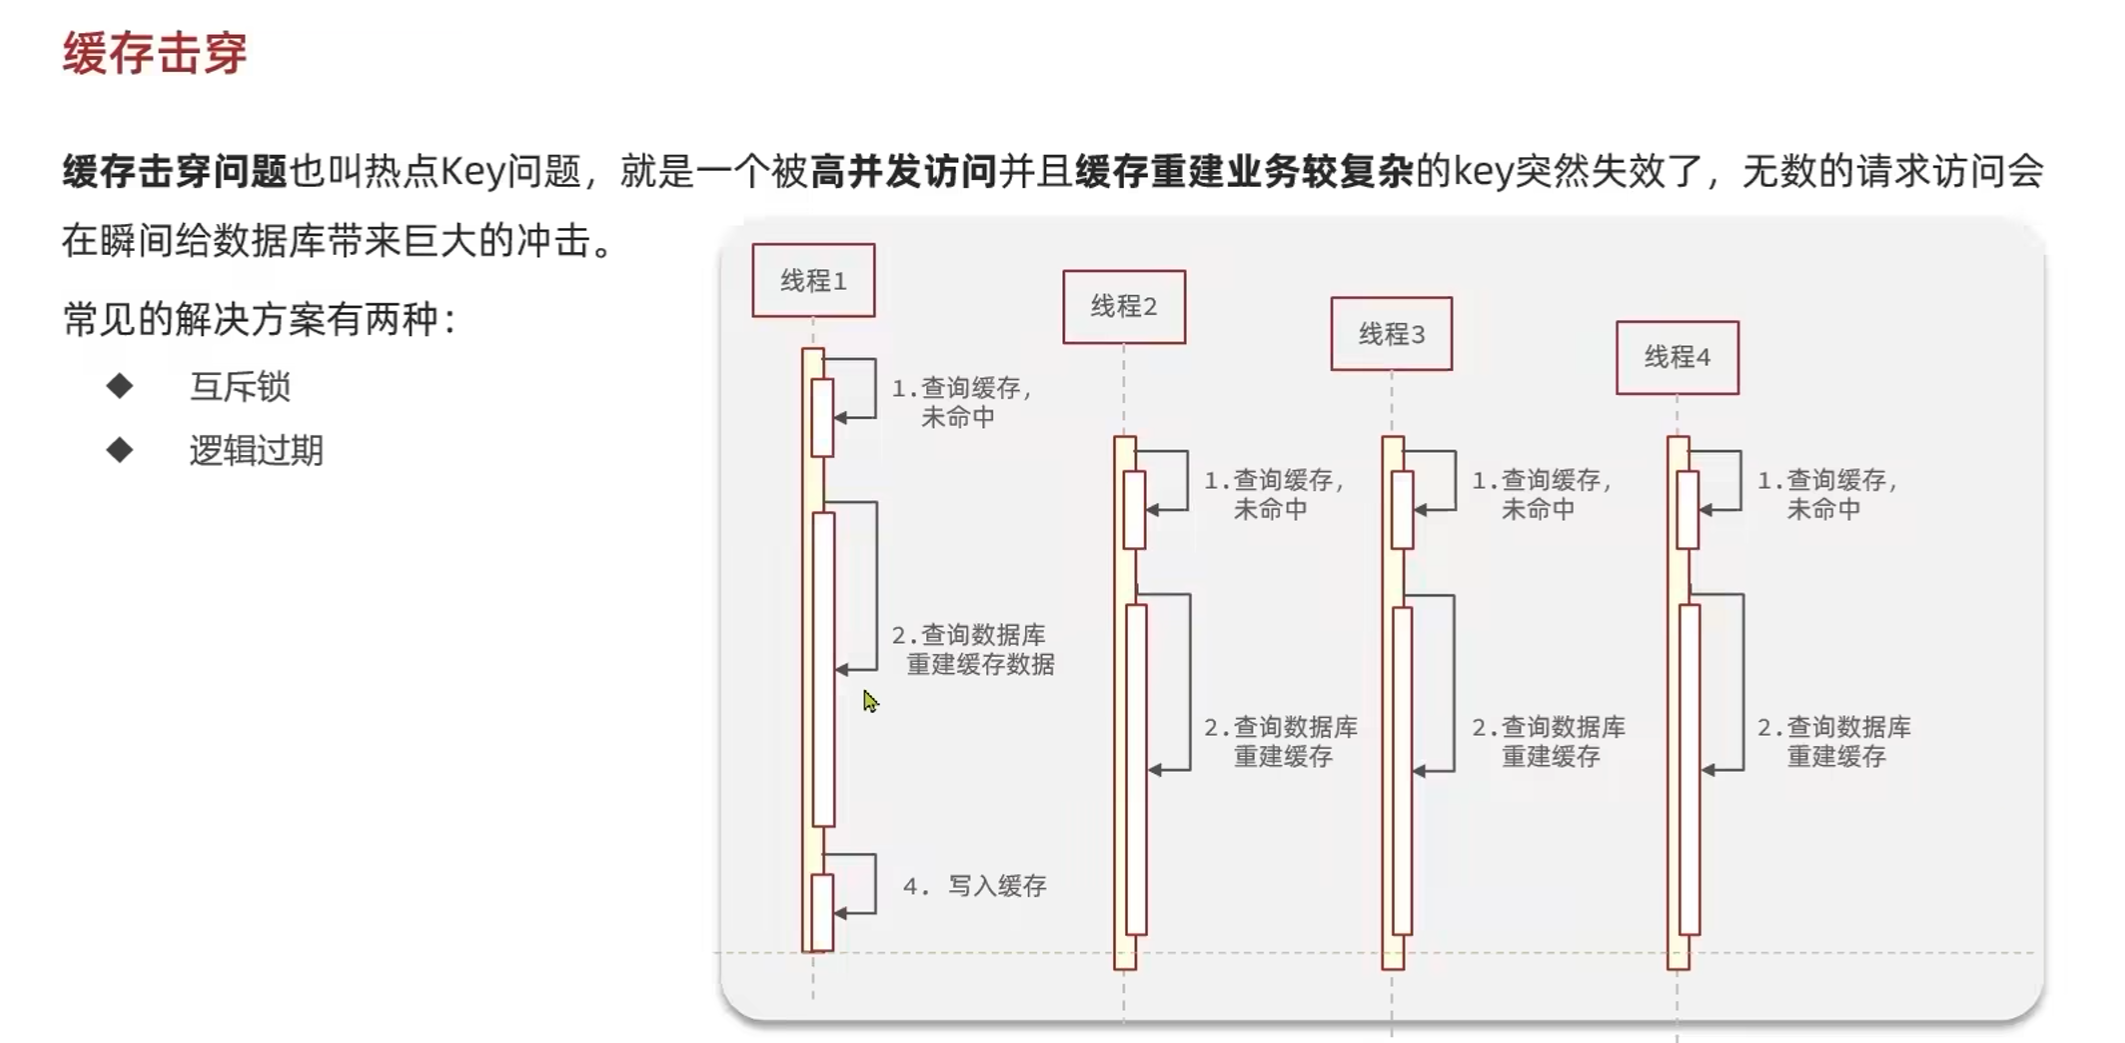 缓存击穿
缓存击穿问题也叫热点Key问题，就是一个被高并发访问并且缓存重建业务较复杂的key突然失效了，无数的请求访问会
在瞬间给数据库带来巨大的冲击。
常见的解决方案有两种：
◆ 互斥锁
◆ 逻辑过期
线程1
1.查询缓存，
未命中
2.查询数据库
重建缓存数据
4. 写入缓存
线程2
1.查询缓存，
未命中
2.查询数据库
重建缓存
线程3
1.查询缓存，
未命中
2.查询数据库
重建缓存
线程4
1.查询缓存，
未命中
2.查询数据库
重建缓存